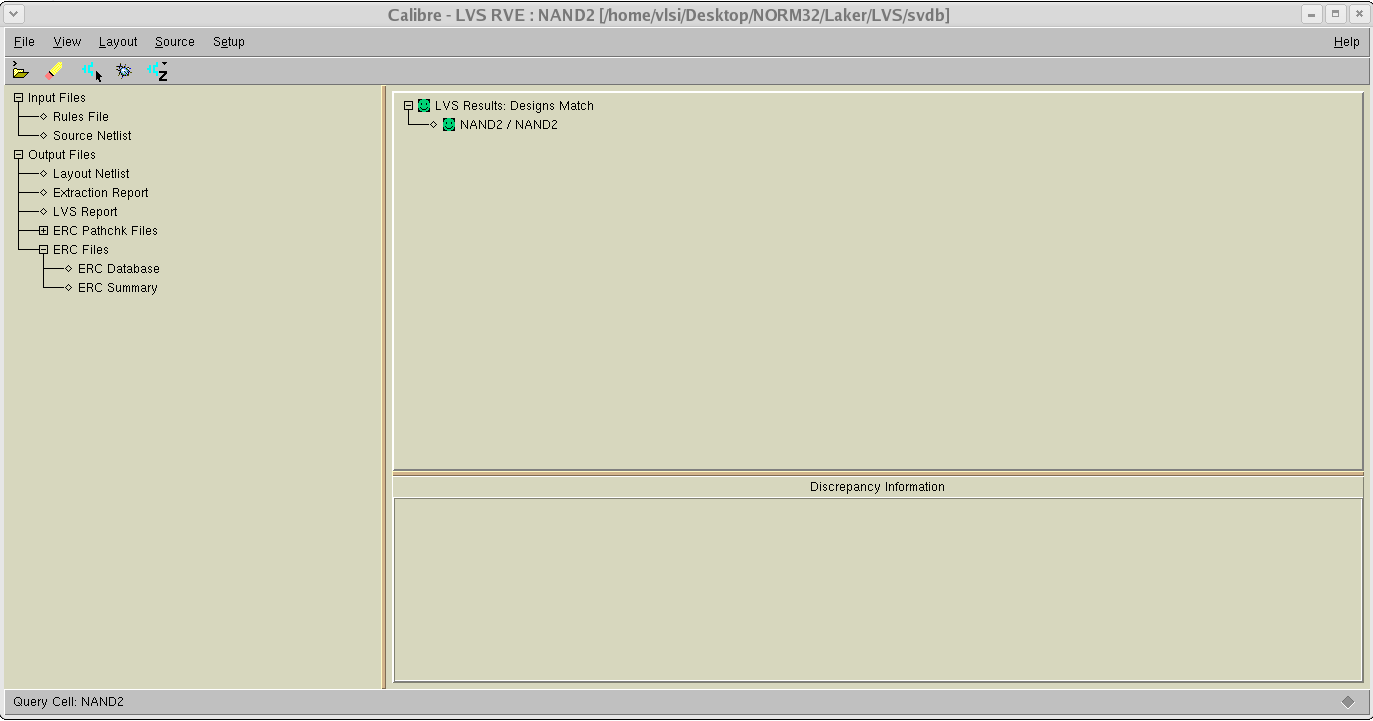 Calibre - LVS RVE : NAND2 [/home/vlsi/Desktop/NORM32/Laker/LVS/svdb]
File View Layout Source Setup Help
Input Files
Rules File
Source Netlist
Output Files
Layout Netlist
Extraction Report
LVS Report
ERC Pathchk Files
ERC Files
ERC Database
ERC Summary
LVS Results: Designs Match
NAND2 / NAND2
Discrepancy Information
Query Cell: NAND2